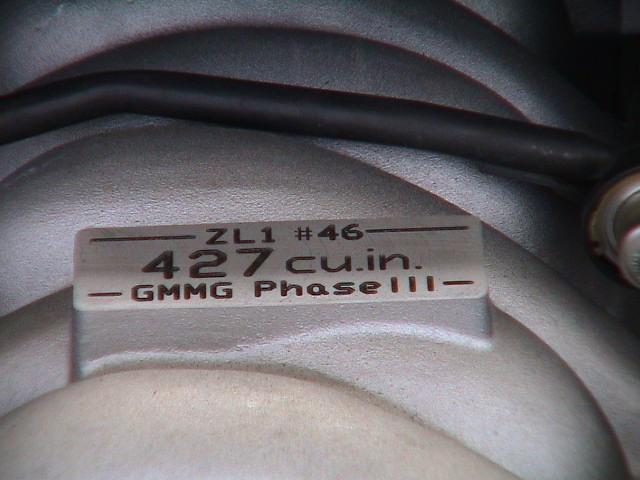 ZL1 #46
427 cu.in.
GMMG Phase III